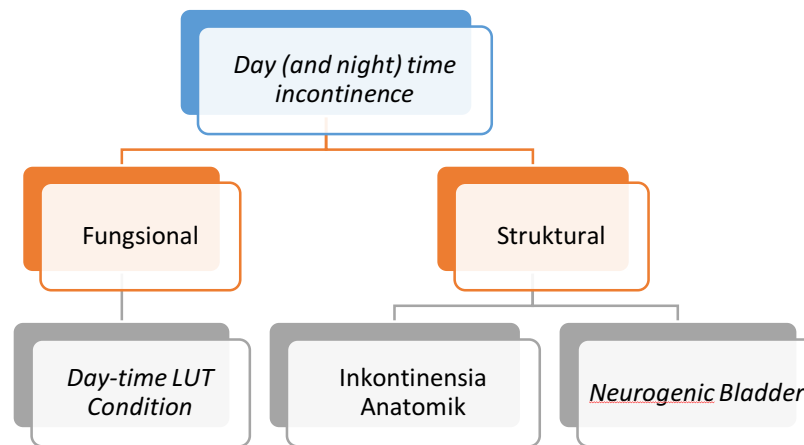 Day (and night) time
incontinence
Fungsional
Struktural
Day-time LUT
Condition
Inkontinensia
Anatomik
Neurogenic Bladder